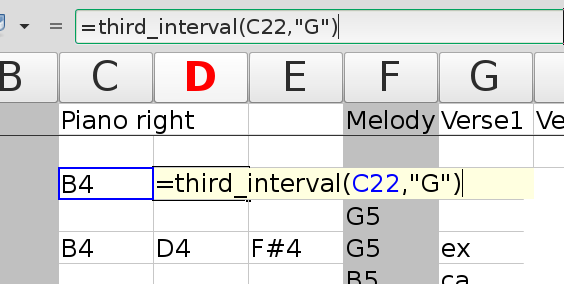 =third_interval(C22,"G")
B C D E F G
Piano right Melody Verse1 Ve
B4 =third_interval(C22,"G")
G5
B4 D4 F#4 G5 ex
B5 ca